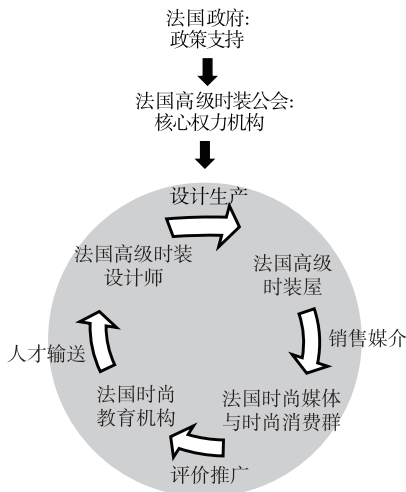 法国政府:
政策支持
法国高级时装公会:
核心权力机构
设计生产
法国高级时装
设计师
法国高级
时装屋
销售媒介
人才输送
法国时尚
教育机构
法国时尚媒体
与时尚消费群
评价推广